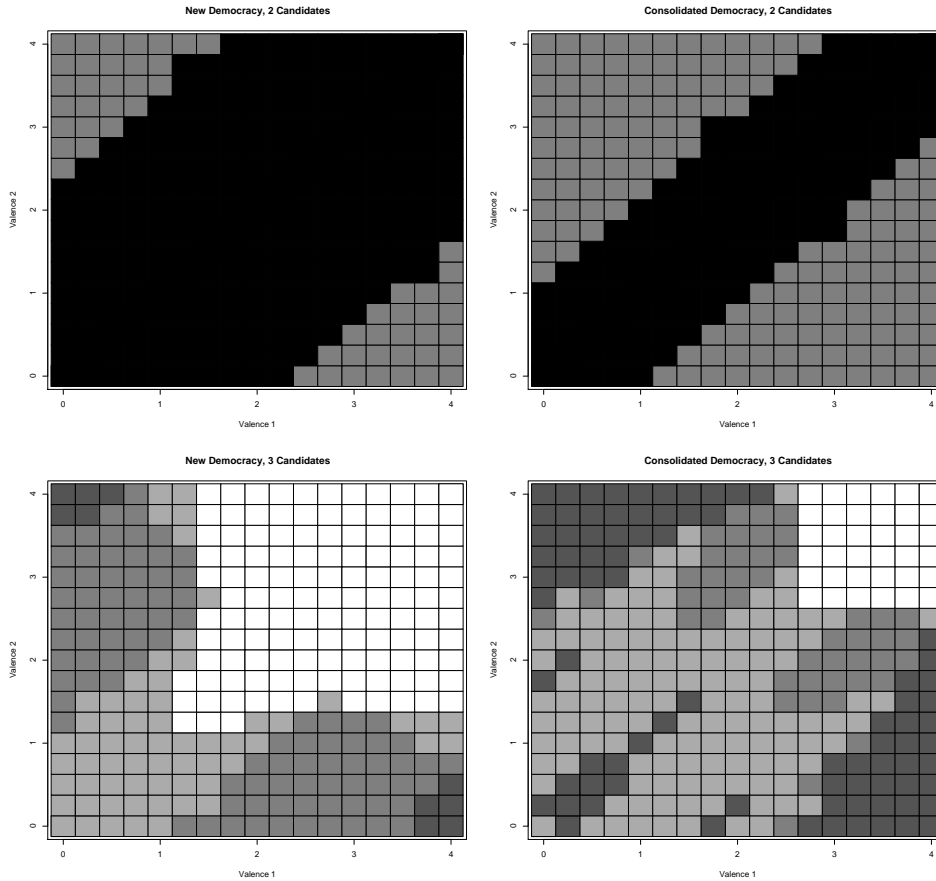 New Democracy, 2 Candidates
Valence 2
4
3
2
1
0
0 1 2 3 4
Valence 1
Consolidated Democracy, 2 Candidates
Valence 2
4
3
2
1
0
0 1 2 3 4
Valence 1
New Democracy, 3 Candidates
Valence 2
4
3
2
1
0
0 1 2 3 4
Valence 1
Consolidated Democracy, 3 Candidates
Valence 2
4
3
2
1
0
0 1 2 3 4
Valence 1